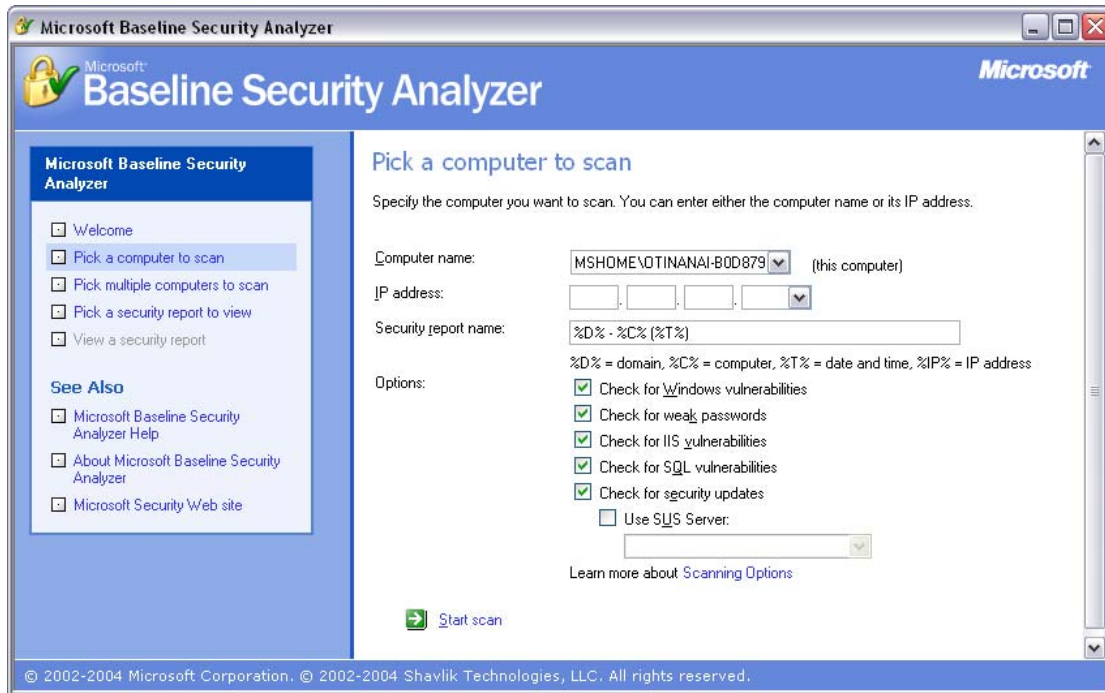 Microsoft Baseline Security Analyzer
Microsoft
Baseline Security Analyzer
Microsoft
Microsoft Baseline Security
Analyzer
Welcome
Pick a computer to scan
Pick multiple computers to scan
Pick a security report to view
View a security report
See Also
Microsoft Baseline Security
Analyzer Help
About Microsoft Baseline Security
Analyzer
Microsoft Security Web site
Pick a computer to scan
Specify the computer you want to scan. You can enter either the computer name or its IP address.
Computer name: MSHOME\OTINANAI-B0D879 (this computer)
IP address: . . .
Security report name: %D% - %C% (%T%)
%D% = domain, %C% = computer, %T% = date and time, %IP% = IP address
Options:
Check for Windows vulnerabilities
Check for weak passwords
Check for IIS vulnerabilities
Check for SQL vulnerabilities
Check for security updates
Use SUS Server:
Learn more about Scanning Options
Start scan
© 2002-2004 Microsoft Corporation. © 2002-2004 Shavlik Technologies, LLC. All rights reserved.